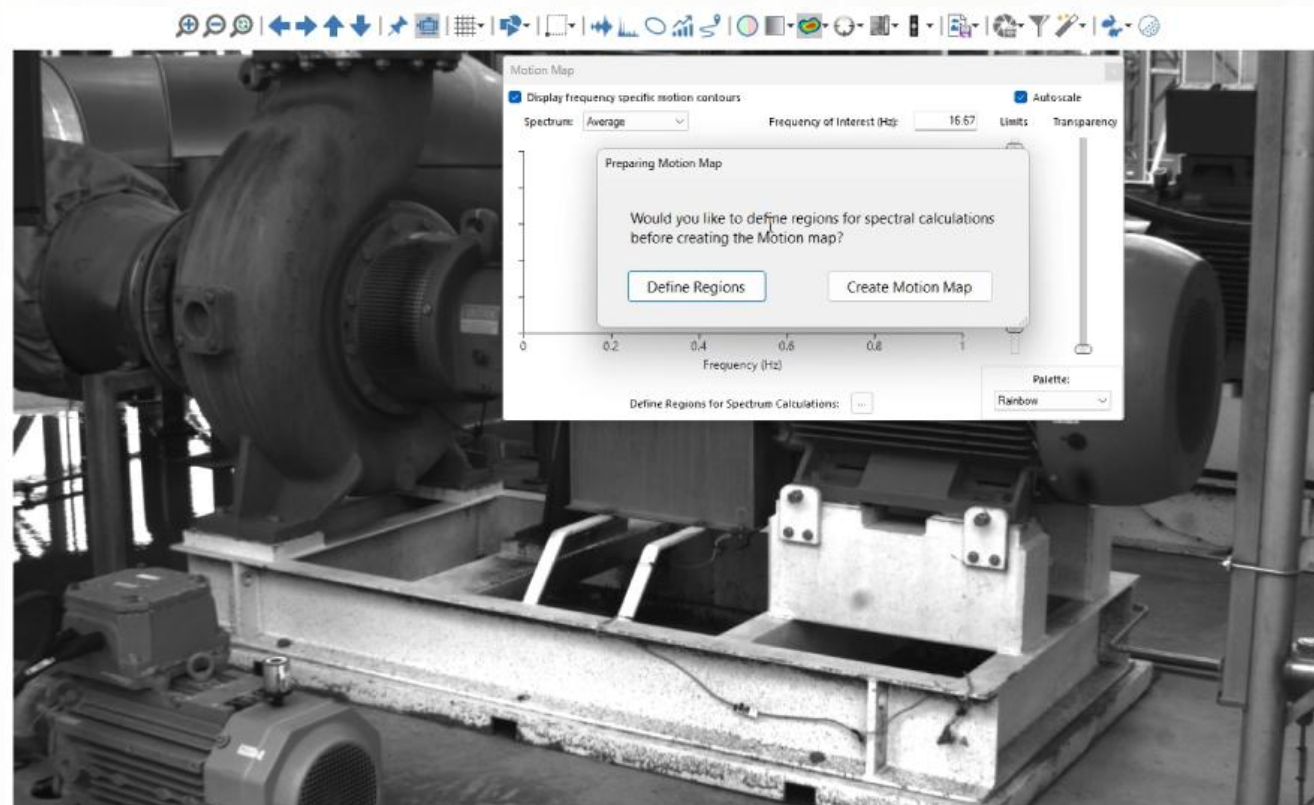 Motion Map
Display frequency specific motion contours
Autoscale
Spectrum:
Average
Frequency of Interest (Hz):
16.67
Limits
Transparency
Preparing Motion Map
Would you like to define regions for spectral calculations
before creating the Motion map?
Define Regions
Create Motion Map
0
0.2
0.4
0.6
0.8
1
Frequency (Hz)
Define Regions for Spectrum Calculations:
...
Palette:
Rainbow